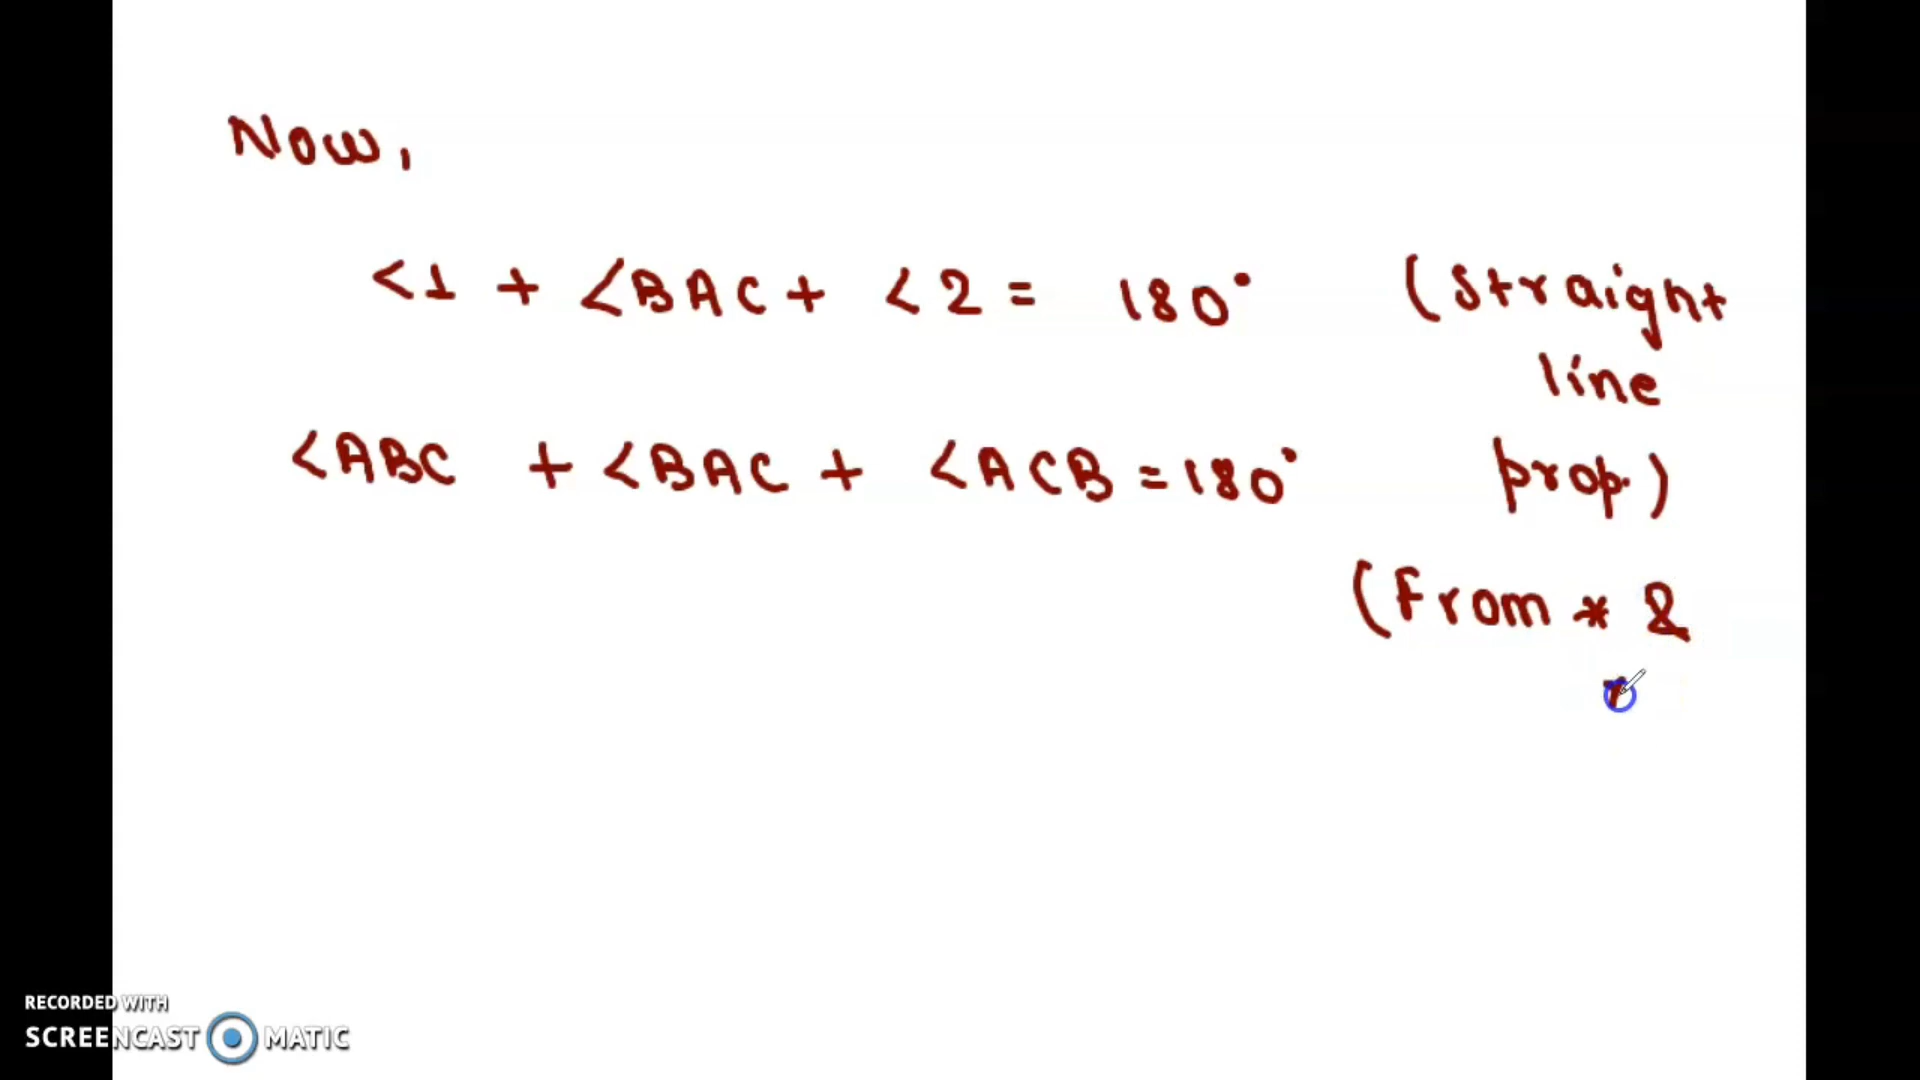 Now,
<1 + <BAC + <2 = 180° (Straight
line
<ABC + <BAC + <ACB = 180° prop.)
(From * &
RECORDED WITH
SCREENCAST MATIC